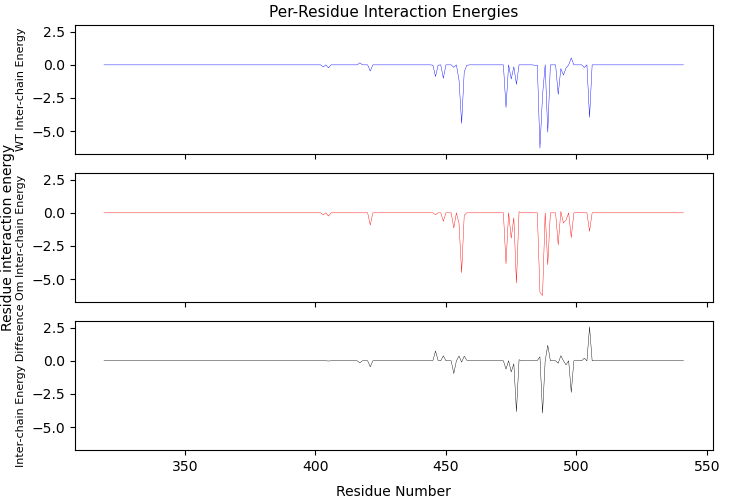 Per-Residue Interaction Energies
WT Inter-chain Energy
2.5
0.0
−2.5
−5.0
Residue interaction energy
Om Inter-chain Energy
2.5
0.0
−2.5
−5.0
Inter-chain Energy Difference
2.5
0.0
−2.5
−5.0
350
400
450
500
550
Residue Number